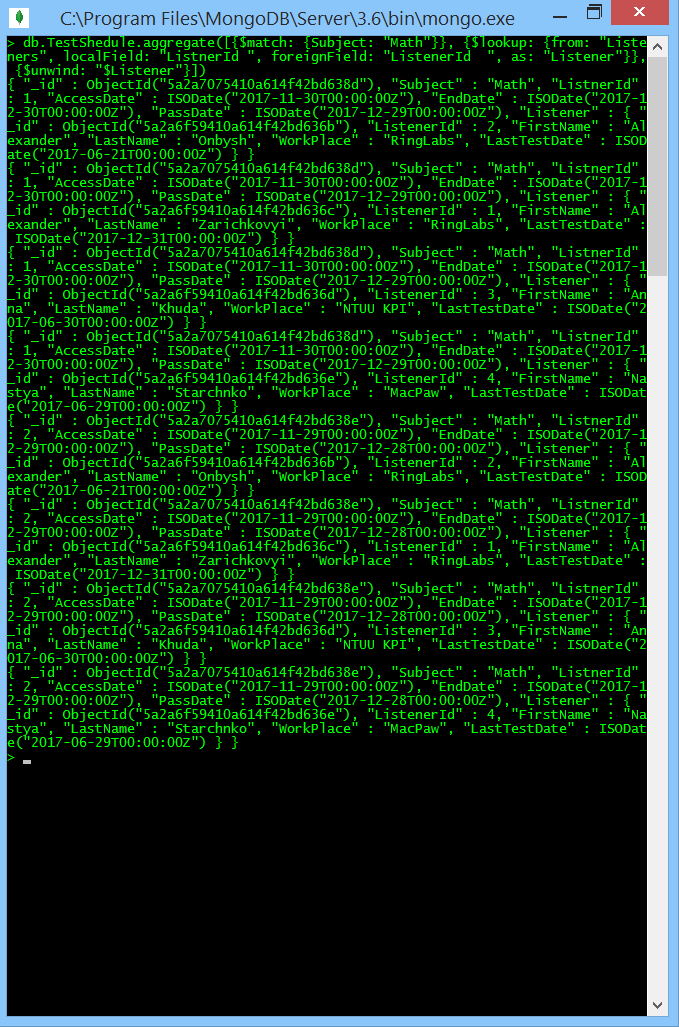 C:\Program Files\MongoDB\Server\3.6\bin\mongo.exe
> db.TestShedule.aggregate([{$match: {Subject: "Math"}}, {$lookup: {from: "Liste
ners", localField: "ListnerId ", foreignField: "ListenerId  ", as: "Listener"}},
 {$unwind: "$Listener"}])
{ "_id" : ObjectId("5a2a7075410a614f42bd638d"), "Subject" : "Math", "ListnerId"
: 1, "AccessDate" : ISODate("2017-11-30T00:00:00Z"), "EndDate" : ISODate("2017-1
2-30T00:00:00Z"), "PassDate" : ISODate("2017-12-29T00:00:00Z"), "Listener" : { "
_id" : ObjectId("5a2a6f59410a614f42bd636b"), "ListenerId" : 2, "FirstName" : "Al
exander", "LastName" : "Onbysh", "WorkPlace" : "RingLabs", "LastTestDate" : ISOD
ate("2017-06-21T00:00:00Z") } }
{ "_id" : ObjectId("5a2a7075410a614f42bd638d"), "Subject" : "Math", "ListnerId"
: 1, "AccessDate" : ISODate("2017-11-30T00:00:00Z"), "EndDate" : ISODate("2017-1
2-30T00:00:00Z"), "PassDate" : ISODate("2017-12-29T00:00:00Z"), "Listener" : { "
_id" : ObjectId("5a2a6f59410a614f42bd636c"), "ListenerId" : 1, "FirstName" : "Al
exander", "LastName" : "Zarichkovyi", "WorkPlace" : "RingLabs", "LastTestDate" :
 ISODate("2017-12-31T00:00:00Z") } }
{ "_id" : ObjectId("5a2a7075410a614f42bd638d"), "Subject" : "Math", "ListnerId"
: 1, "AccessDate" : ISODate("2017-11-30T00:00:00Z"), "EndDate" : ISODate("2017-1
2-30T00:00:00Z"), "PassDate" : ISODate("2017-12-29T00:00:00Z"), "Listener" : { "
_id" : ObjectId("5a2a6f59410a614f42bd636d"), "ListenerId" : 3, "FirstName" : "An
na", "LastName" : "Khuda", "WorkPlace" : "NTUU KPI", "LastTestDate" : ISODate("2
017-06-30T00:00:00Z") } }
{ "_id" : ObjectId("5a2a7075410a614f42bd638d"), "Subject" : "Math", "ListnerId"
: 1, "AccessDate" : ISODate("2017-11-30T00:00:00Z"), "EndDate" : ISODate("2017-1
2-30T00:00:00Z"), "PassDate" : ISODate("2017-12-29T00:00:00Z"), "Listener" : { "
_id" : ObjectId("5a2a6f59410a614f42bd636e"), "ListenerId" : 4, "FirstName" : "Na
stya", "LastName" : "Starchnko", "WorkPlace" : "MacPaw", "LastTestDate" : ISODat
e("2017-06-29T00:00:00Z") } }
{ "_id" : ObjectId("5a2a7075410a614f42bd638e"), "Subject" : "Math", "ListnerId"
: 2, "AccessDate" : ISODate("2017-11-29T00:00:00Z"), "EndDate" : ISODate("2017-1
2-29T00:00:00Z"), "PassDate" : ISODate("2017-12-28T00:00:00Z"), "Listener" : { "
_id" : ObjectId("5a2a6f59410a614f42bd636b"), "ListenerId" : 2, "FirstName" : "Al
exander", "LastName" : "Onbysh", "WorkPlace" : "RingLabs", "LastTestDate" : ISOD
ate("2017-06-21T00:00:00Z") } }
{ "_id" : ObjectId("5a2a7075410a614f42bd638e"), "Subject" : "Math", "ListnerId"
: 2, "AccessDate" : ISODate("2017-11-29T00:00:00Z"), "EndDate" : ISODate("2017-1
2-29T00:00:00Z"), "PassDate" : ISODate("2017-12-28T00:00:00Z"), "Listener" : { "
_id" : ObjectId("5a2a6f59410a614f42bd636c"), "ListenerId" : 1, "FirstName" : "Al
exander", "LastName" : "Zarichkovyi", "WorkPlace" : "RingLabs", "LastTestDate" :
 ISODate("2017-12-31T00:00:00Z") } }
{ "_id" : ObjectId("5a2a7075410a614f42bd638e"), "Subject" : "Math", "ListnerId"
: 2, "AccessDate" : ISODate("2017-11-29T00:00:00Z"), "EndDate" : ISODate("2017-1
2-29T00:00:00Z"), "PassDate" : ISODate("2017-12-28T00:00:00Z"), "Listener" : { "
_id" : ObjectId("5a2a6f59410a614f42bd636d"), "ListenerId" : 3, "FirstName" : "An
na", "LastName" : "Khuda", "WorkPlace" : "NTUU KPI", "LastTestDate" : ISODate("2
017-06-30T00:00:00Z") } }
{ "_id" : ObjectId("5a2a7075410a614f42bd638e"), "Subject" : "Math", "ListnerId"
: 2, "AccessDate" : ISODate("2017-11-29T00:00:00Z"), "EndDate" : ISODate("2017-1
2-29T00:00:00Z"), "PassDate" : ISODate("2017-12-28T00:00:00Z"), "Listener" : { "
_id" : ObjectId("5a2a6f59410a614f42bd636e"), "ListenerId" : 4, "FirstName" : "Na
stya", "LastName" : "Starchnko", "WorkPlace" : "MacPaw", "LastTestDate" : ISODat
e("2017-06-29T00:00:00Z") } }
>